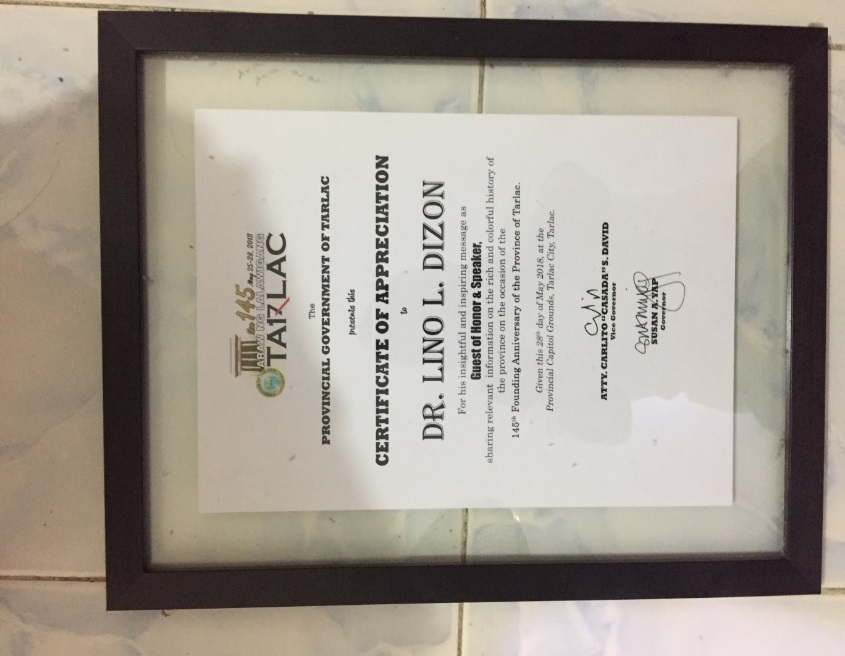 145 May 25-28, 2018
ARAW NG LALAWIGANG
TARLAC
The
PROVINCIAL GOVERNMENT OF TARLAC
presents this
CERTIFICATE OF APPRECIATION
to
DR. LINO L. DIZON
For his insightful and inspiring message as
Guest of Honor & Speaker,
sharing relevant information on the rich and colorful history of
the province on the occasion of the
145th Founding Anniversary of the Province of Tarlac.
Given this 28th day of May 2018, at the
Provincial Capitol Grounds, Tarlac City, Tarlac.
ATTY. CARLITO "CASADA" S. DAVID
Vice Governor
SUSAN A. YAP
Governor